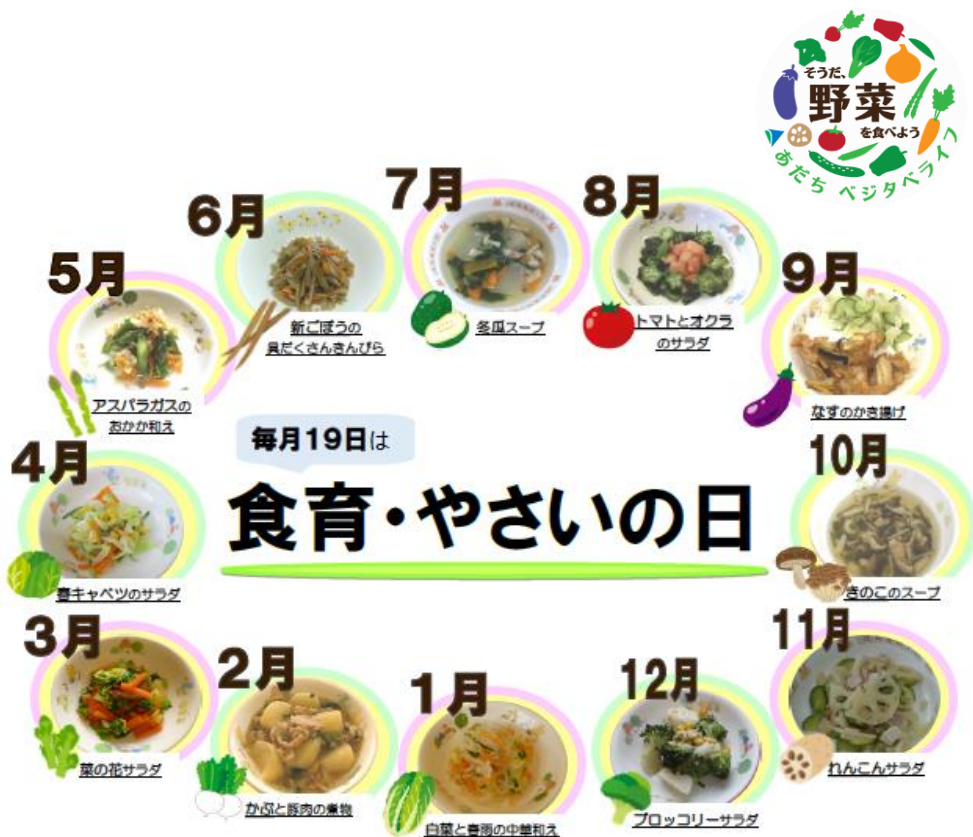 そうだ、
野菜
を食べよう
あだち ベジタベライフ
7月
冬瓜スープ
8月
トマトとオクラ
のサラダ
6月
新ごぼうの
具だくさんきんぴら
9月
なすのかき揚げ
5月
アスパラガスの
おかか和え
毎月19日は
食育・やさいの日
4月
春キャベツのサラダ
10月
きのこのスープ
3月
菜の花サラダ
2月
かぶと豚肉の煮物
1月
白菜と春雨の中華和え
12月
ブロッコリーサラダ
11月
れんこんサラダ